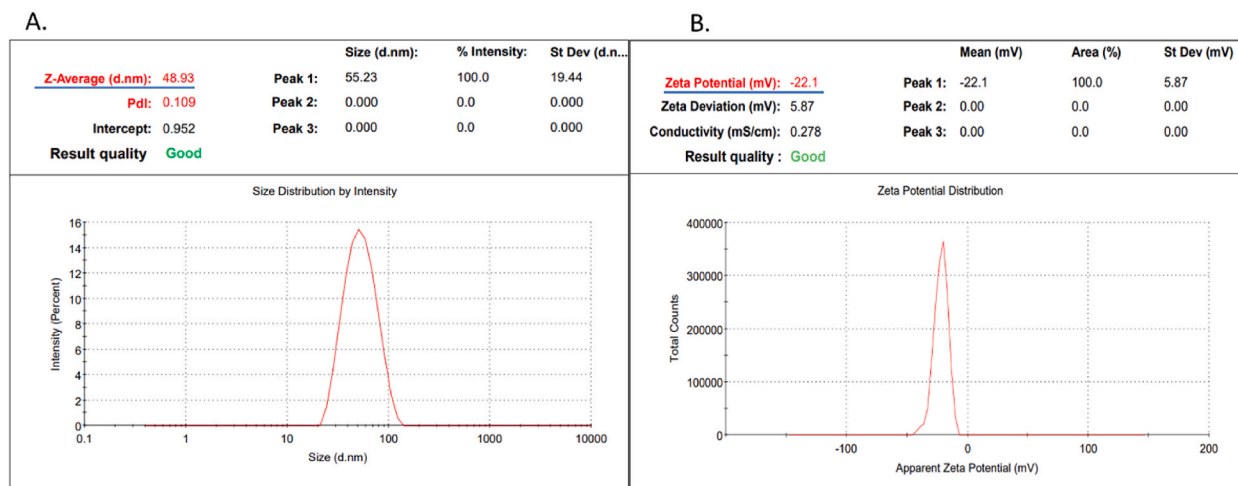 A.
Size (d.nm): % Intensity: St Dev (d.n...
Z-Average (d.nm): 48.93 Peak 1: 55.23 100.0 19.44
PdI: 0.109 Peak 2: 0.000 0.0 0.000
Intercept: 0.952 Peak 3: 0.000 0.0 0.000
Result quality Good
Size Distribution by Intensity
Intensity (Percent)
16
14
12
10
8
6
4
2
0
0.1 1 10 100 1000 10000
Size (d.nm)
B.
Mean (mV) Area (%) St Dev (mV)
Zeta Potential (mV): -22.1 Peak 1: -22.1 100.0 5.87
Zeta Deviation (mV): 5.87 Peak 2: 0.00 0.0 0.00
Conductivity (mS/cm): 0.278 Peak 3: 0.00 0.0 0.00
Result quality : Good
Zeta Potential Distribution
Total Counts
400000
300000
200000
100000
0
-100 0 100 200
Apparent Zeta Potential (mV)